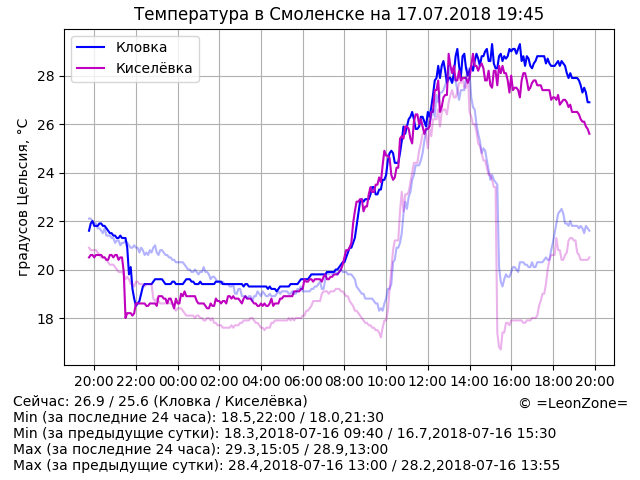 Температура в Смоленске на 17.07.2018 19:45
Кловка
Киселёвка
градусов Цельсия, °C
28
26
24
22
20
18
20:00 22:00 00:00 02:00 04:00 06:00 08:00 10:00 12:00 14:00 16:00 18:00 20:00
Сейчас: 26.9 / 25.6 (Кловка / Киселёвка)
© =LeonZone=
Min (за последние 24 часа): 18.5,22:00 / 18.0,21:30
Min (за предыдущие сутки): 18.3,2018-07-16 09:40 / 16.7,2018-07-16 15:30
Max (за последние 24 часа): 29.3,15:05 / 28.9,13:00
Max (за предыдущие сутки): 28.4,2018-07-16 13:00 / 28.2,2018-07-16 13:55